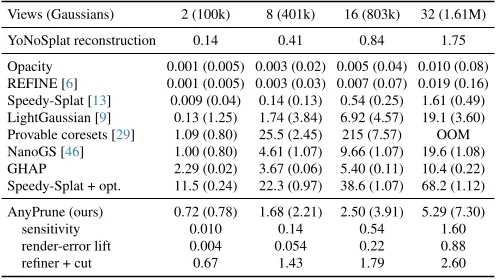 Views (Gaussians) 2 (100k) 8 (401k) 16 (803k) 32 (1.61M)
YoNoSplat reconstruction 0.14 0.41 0.84 1.75
Opacity 0.001 (0.005) 0.003 (0.02) 0.005 (0.04) 0.010 (0.08)
REFINE [6] 0.001 (0.005) 0.003 (0.03) 0.007 (0.07) 0.019 (0.16)
Speedy-Splat [13] 0.009 (0.04) 0.14 (0.13) 0.54 (0.25) 1.61 (0.49)
LightGaussian [9] 0.13 (1.25) 1.74 (3.84) 6.92 (4.57) 19.1 (3.60)
Provable coresets [29] 1.09 (0.80) 25.5 (2.45) 215 (7.57) OOM
NanoGS [46] 1.00 (0.80) 4.61 (1.07) 9.66 (1.07) 19.6 (1.08)
GHAP 2.29 (0.02) 3.67 (0.06) 5.40 (0.11) 10.4 (0.22)
Speedy-Splat + opt. 11.5 (0.24) 22.3 (0.97) 38.6 (1.07) 68.2 (1.12)
AnyPrune (ours) 0.72 (0.78) 1.68 (2.21) 2.50 (3.91) 5.29 (7.30)
sensitivity 0.010 0.14 0.54 1.60
render-error lift 0.004 0.054 0.22 0.88
refiner + cut 0.67 1.43 1.79 2.60